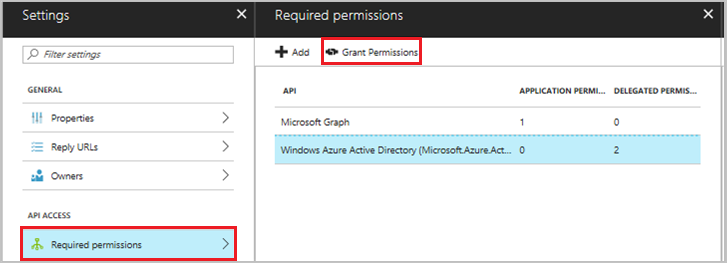 Settings
Filter settings
GENERAL
Properties
Reply URLs
Owners
API ACCESS
Required permissions
Required permissions
Add Grant Permissions
API APPLICATION PERMI... DELEGATED PERMIS...
Microsoft Graph 1 0
Windows Azure Active Directory (Microsoft.Azure.Act... 0 2